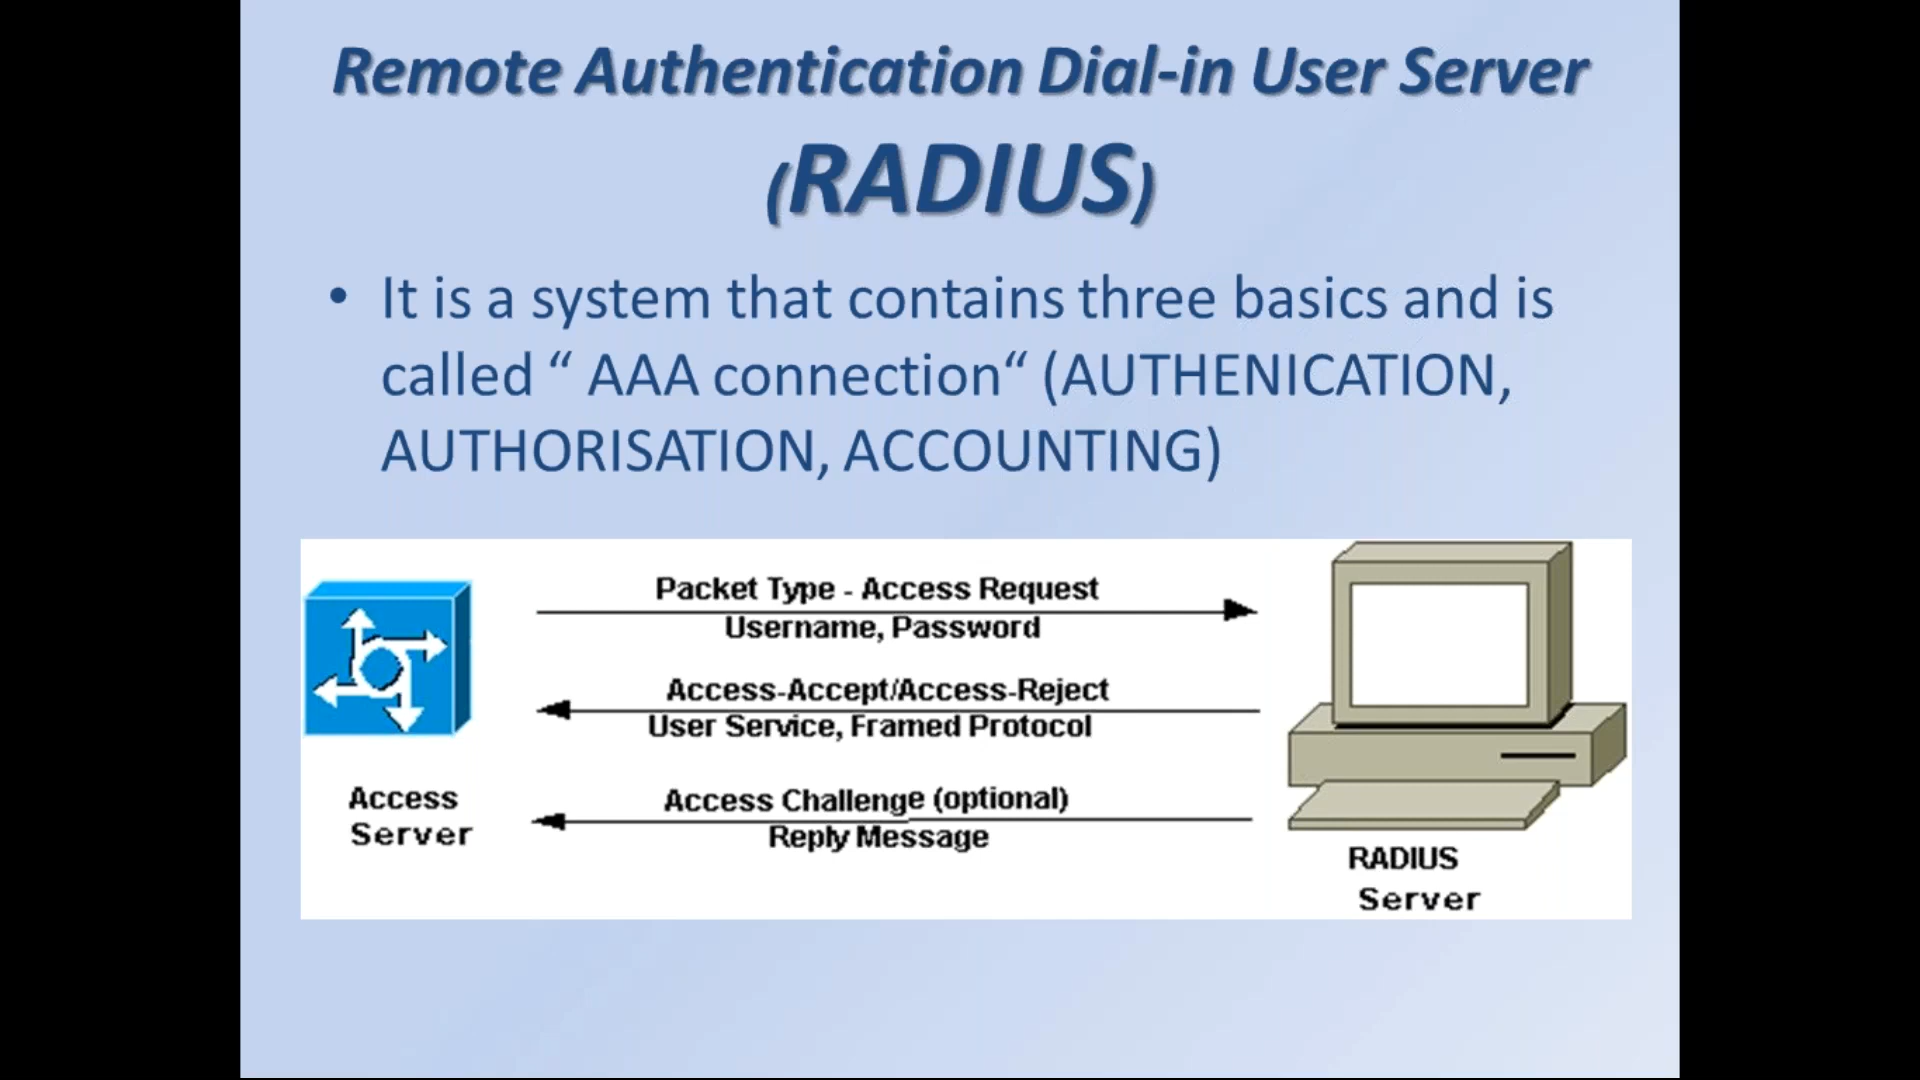 Remote Authentication Dial-in User Server
(RADIUS)
• It is a system that contains three basics and is
called “ AAA connection“ (AUTHENICATION,
AUTHORISATION, ACCOUNTING)
Packet Type - Access Request
Username, Password
Access-Accept/Access-Reject
User Service, Framed Protocol
Access Challenge (optional)
Reply Message
Access
Server
RADIUS
Server